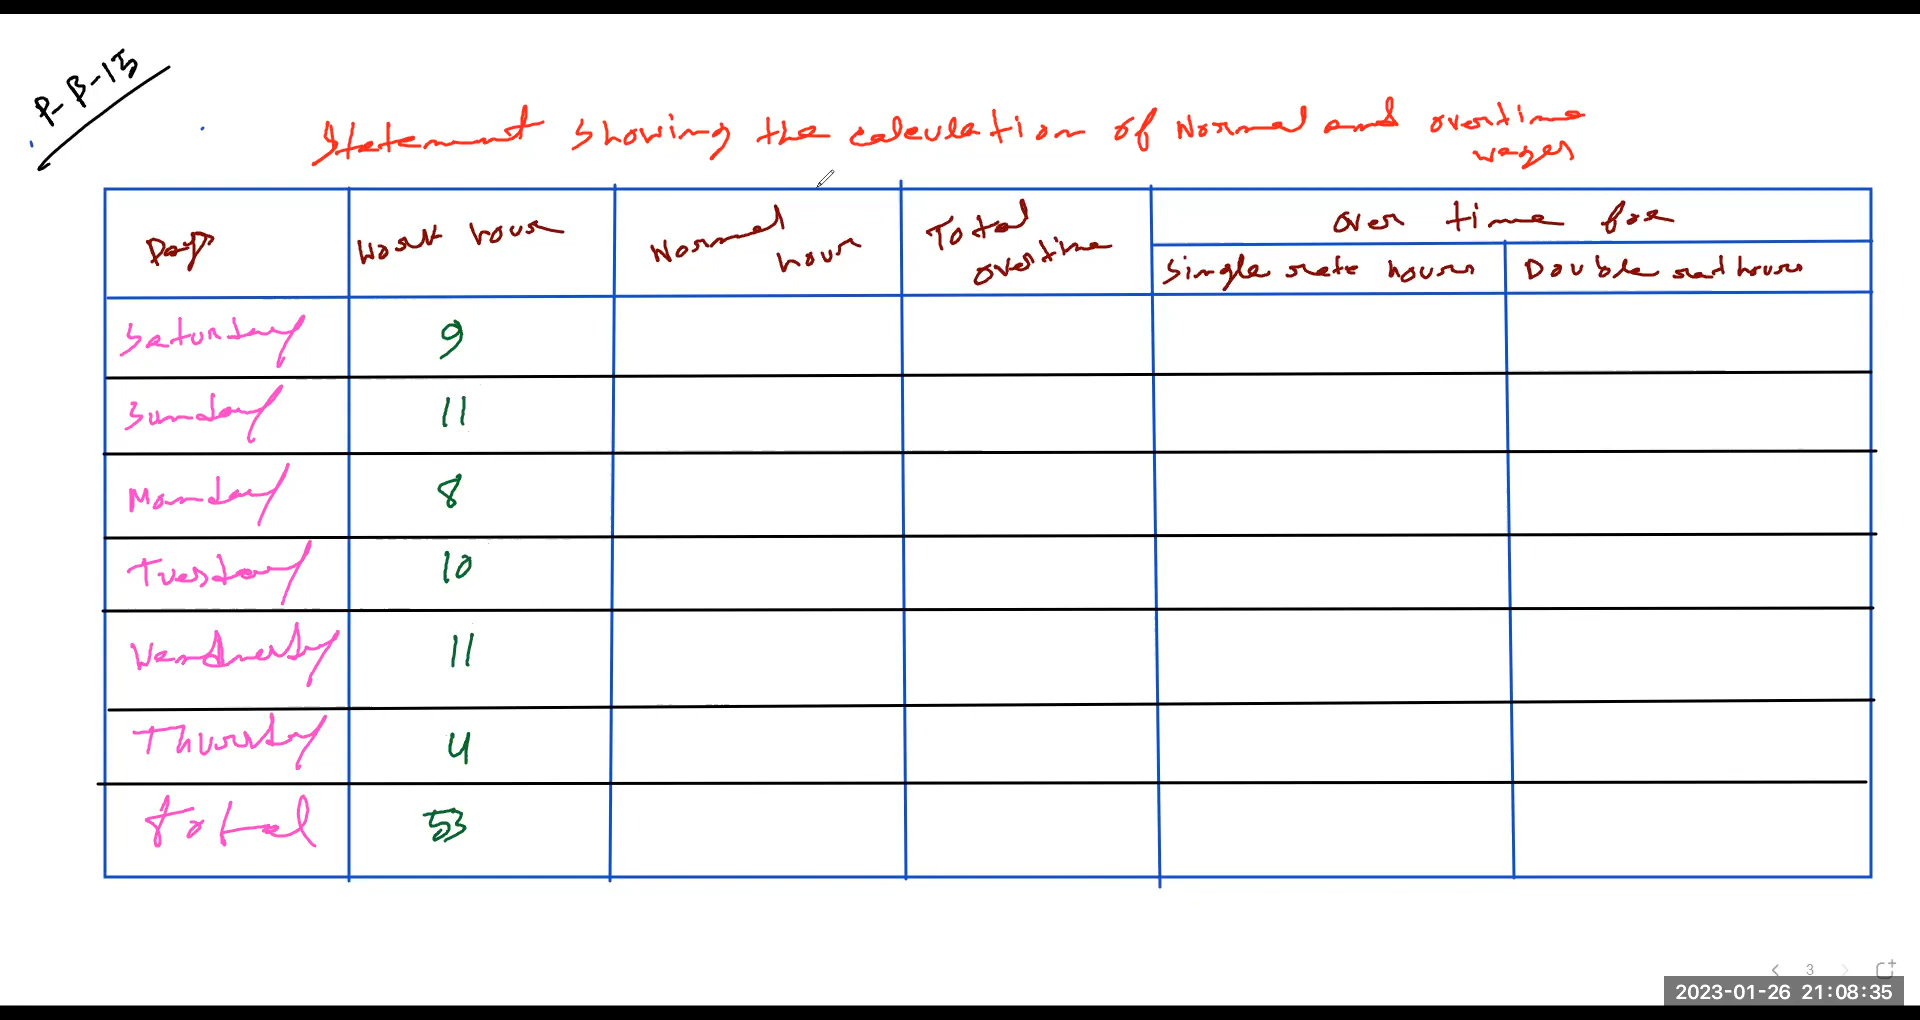 P-B-13
Statement showing the calculation of Normal and overtime
wages
Day Work hour Normal hour Total overtime Over time for
Single rate hours Double rate hours
Saturday 9
Sunday 11
Monday 8
Tuesday 10
Wednesday 11
Thursday 4
Total 53
3
2023-01-26 21:08:35